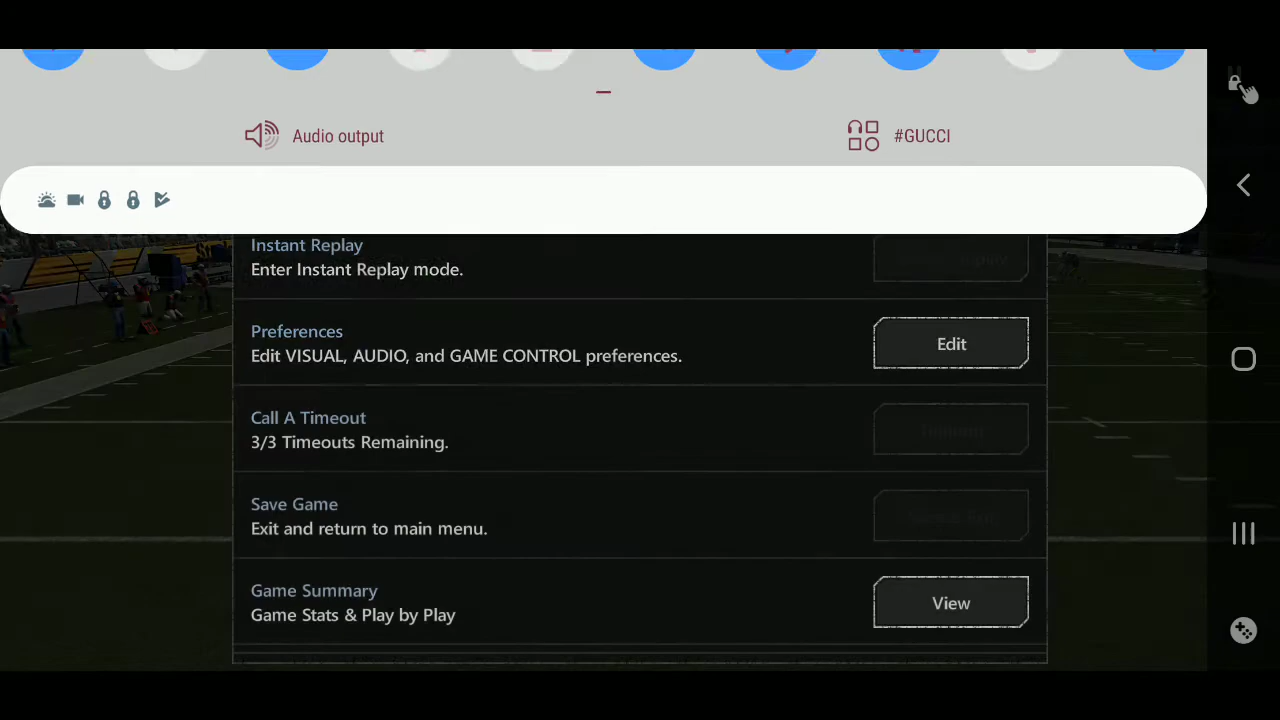 Audio output
#GUCCI
Instant Replay
Enter Instant Replay mode.
Preferences
Edit VISUAL, AUDIO, and GAME CONTROL preferences.
Edit
Call A Timeout
3/3 Timeouts Remaining.
Timeout
Save Game
Exit and return to main menu.
Game Summary
Game Stats & Play by Play
View